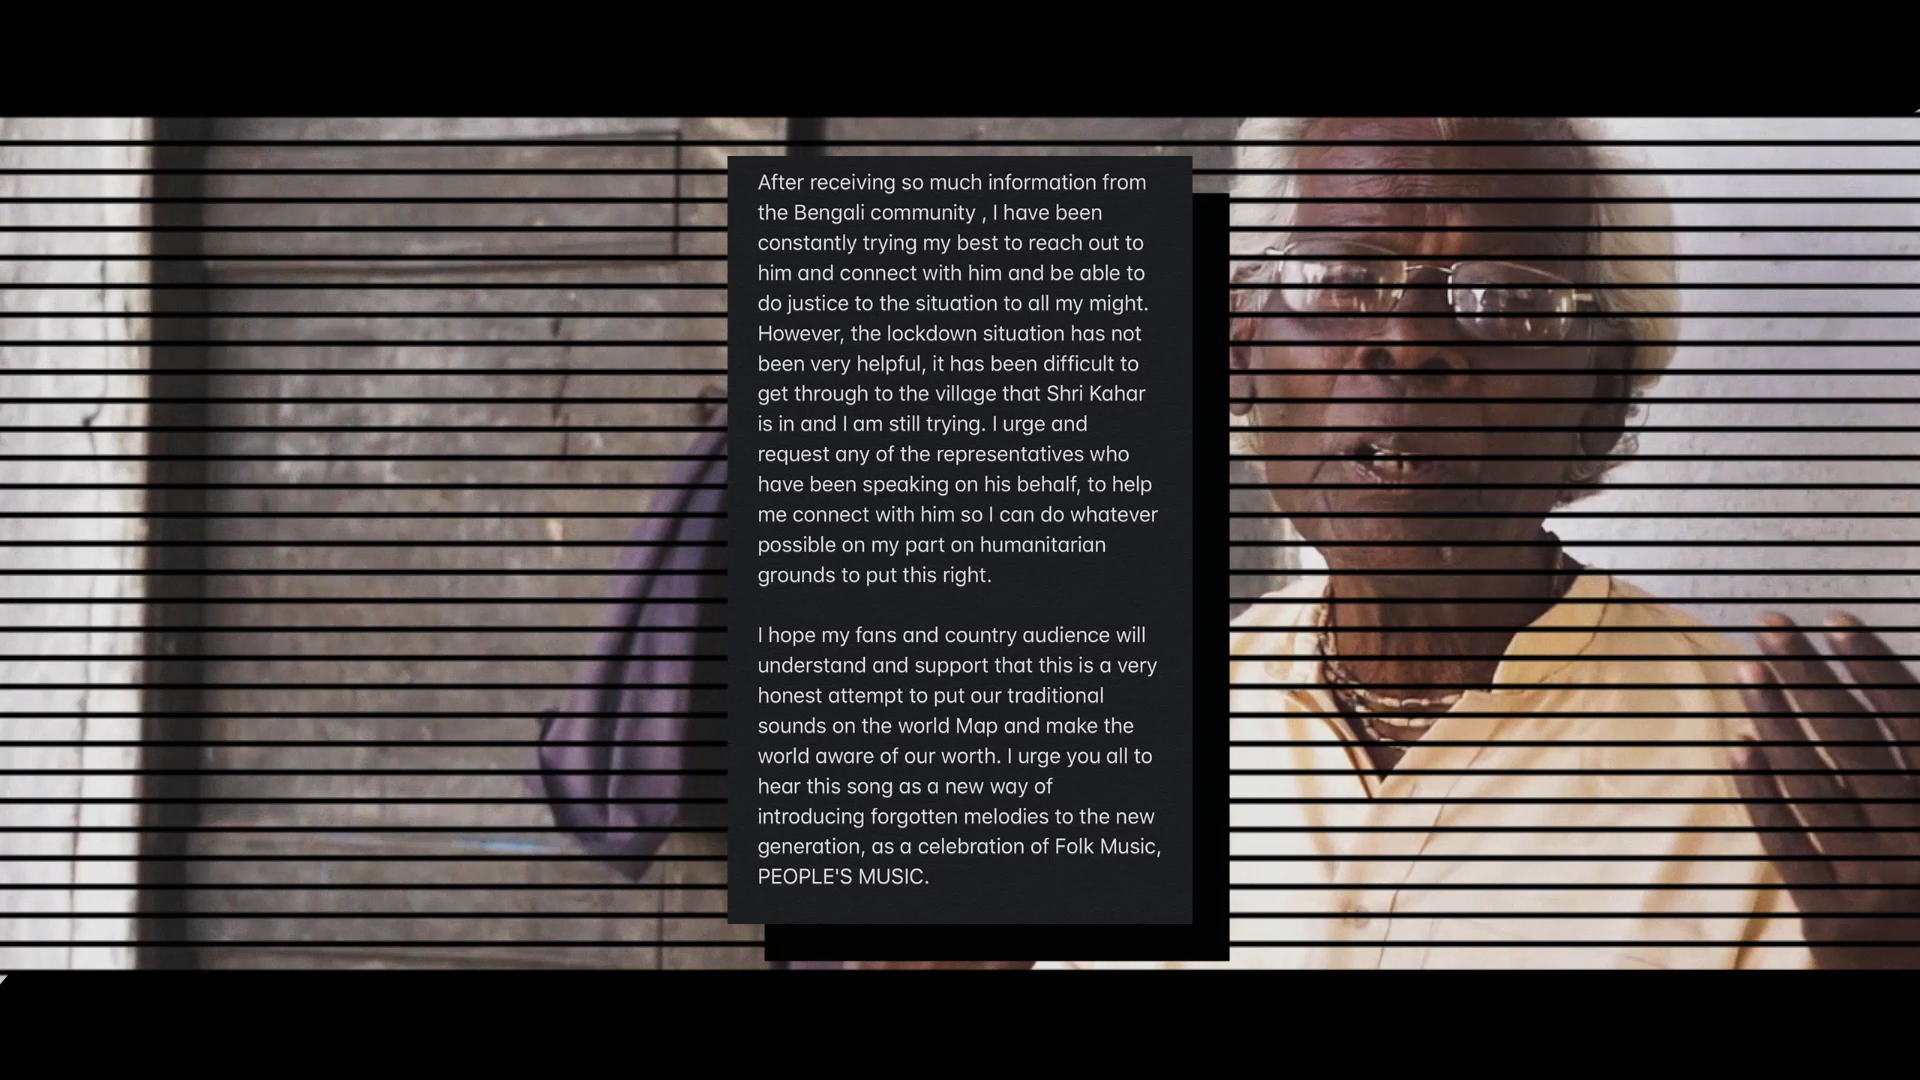 After receiving so much information from
the Bengali community , I have been
constantly trying my best to reach out to
him and connect with him and be able to
do justice to the situation to all my might.
However, the lockdown situation has not
been very helpful, it has been difficult to
get through to the village that Shri Kahar
is in and I am still trying. I urge and
request any of the representatives who
have been speaking on his behalf, to help
me connect with him so I can do whatever
possible on my part on humanitarian
grounds to put this right.
I hope my fans and country audience will
understand and support that this is a very
honest attempt to put our traditional
sounds on the world Map and make the
world aware of our worth. I urge you all to
hear this song as a new way of
introducing forgotten melodies to the new
generation, as a celebration of Folk Music,
PEOPLE'S MUSIC.